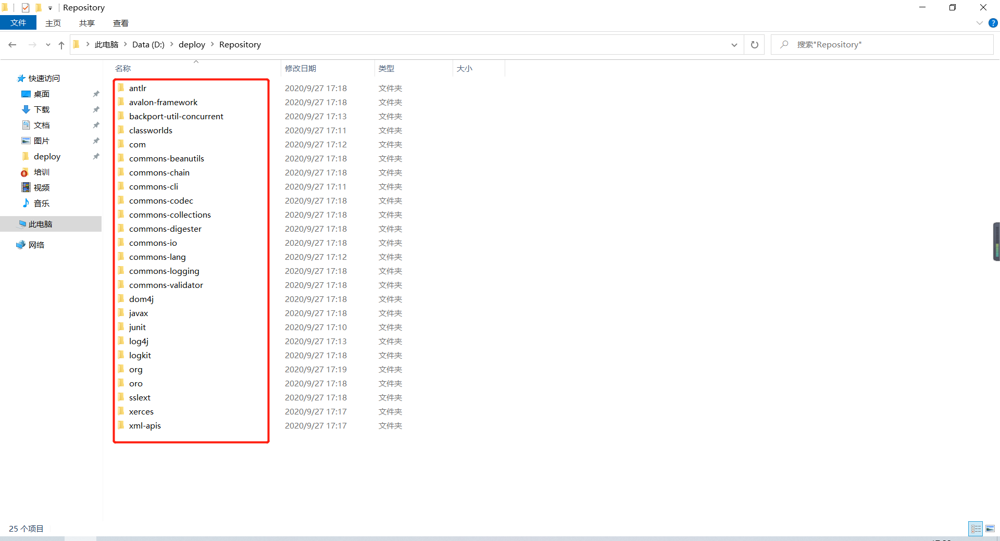 Repository
文件 主页 共享 查看
此电脑 Data (D:) deploy Repository 搜索"Repository"
名称 修改日期 类型 大小
快速访问
桌面
下载
文档
图片
deploy
培训
视频
音乐
此电脑
网络
antlr 2020/9/27 17:18 文件夹
avalon-framework 2020/9/27 17:18 文件夹
backport-util-concurrent 2020/9/27 17:13 文件夹
classworlds 2020/9/27 17:11 文件夹
com 2020/9/27 17:12 文件夹
commons-beanutils 2020/9/27 17:18 文件夹
commons-chain 2020/9/27 17:18 文件夹
commons-cli 2020/9/27 17:11 文件夹
commons-codec 2020/9/27 17:18 文件夹
commons-collections 2020/9/27 17:18 文件夹
commons-digester 2020/9/27 17:18 文件夹
commons-io 2020/9/27 17:18 文件夹
commons-lang 2020/9/27 17:12 文件夹
commons-logging 2020/9/27 17:18 文件夹
commons-validator 2020/9/27 17:18 文件夹
dom4j 2020/9/27 17:18 文件夹
javax 2020/9/27 17:18 文件夹
junit 2020/9/27 17:10 文件夹
log4j 2020/9/27 17:13 文件夹
logkit 2020/9/27 17:18 文件夹
org 2020/9/27 17:19 文件夹
oro 2020/9/27 17:18 文件夹
sslext 2020/9/27 17:18 文件夹
xerces 2020/9/27 17:17 文件夹
xml-apis 2020/9/27 17:17 文件夹
25 个项目